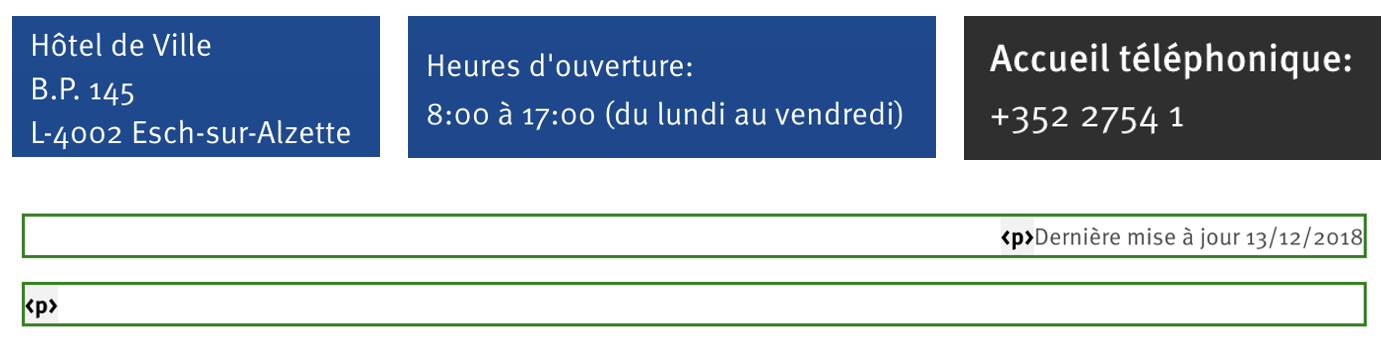 Hôtel de Ville
B.P. 145
L-4002 Esch-sur-Alzette
Heures d'ouverture:
8:00 à 17:00 (du lundi au vendredi)
Accueil téléphonique:
+352 2754 1
<p>Dernière mise à jour 13/12/2018
<p>